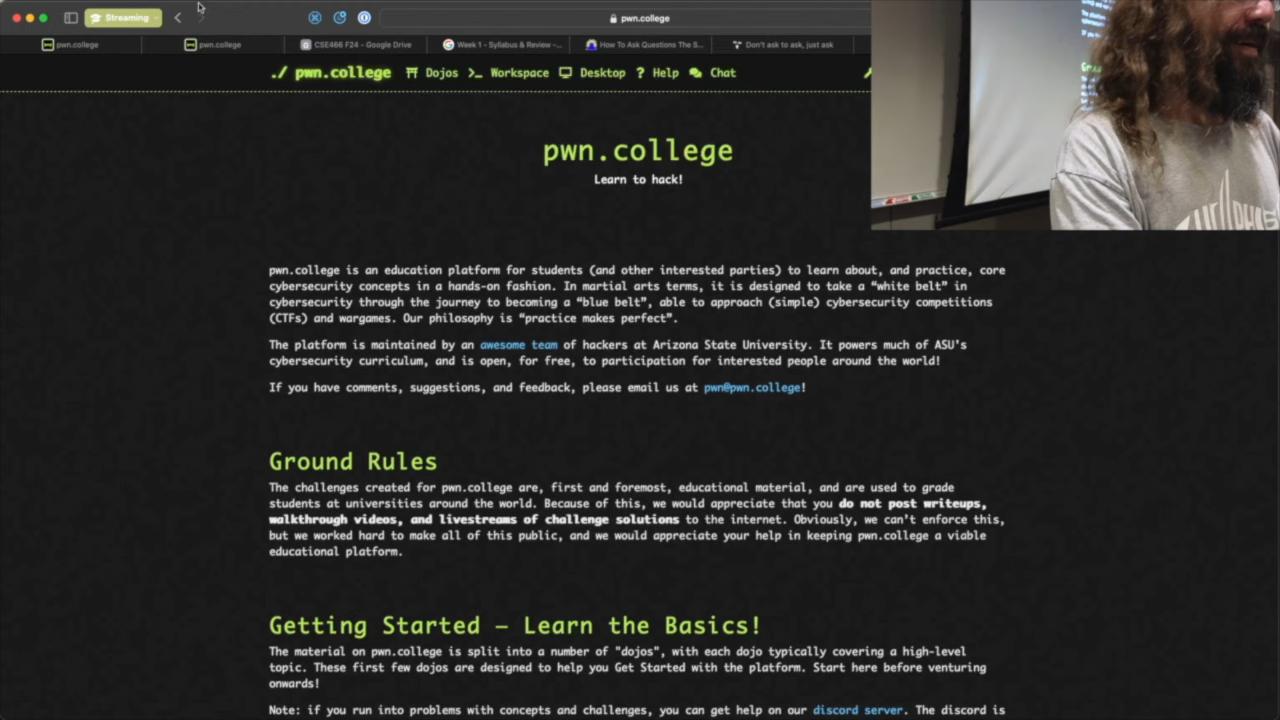 Streaming
pwn.college
pwn.college
pwn.college
CSE466 F24 - Google Drive
Week 1 - Syllabus & Review -...
How To Ask Questions The S...
Don't ask to ask, just ask
./ pwn.college
Dojos
Workspace
Desktop
Help
Chat
pwn.college
Learn to hack!
pwn.college is an education platform for students (and other interested parties) to learn about, and practice, core
cybersecurity concepts in a hands-on fashion. In martial arts terms, it is designed to take a “white belt” in
cybersecurity through the journey to becoming a “blue belt”, able to approach (simple) cybersecurity competitions
(CTFs) and wargames. Our philosophy is “practice makes perfect”.
The platform is maintained by an awesome team of hackers at Arizona State University. It powers much of ASU’s
cybersecurity curriculum, and is open, for free, to participation for interested people around the world!
If you have comments, suggestions, and feedback, please email us at pwn@pwn.college!
Ground Rules
The challenges created for pwn.college are, first and foremost, educational material, and are used to grade
students at universities around the world. Because of this, we would appreciate that you do not post writeups,
walkthrough videos, and livestreams of challenge solutions to the internet. Obviously, we can’t enforce this,
but we worked hard to make all of this public, and we would appreciate your help in keeping pwn.college a viable
educational platform.
Getting Started – Learn the Basics!
The material on pwn.college is split into a number of "dojos", with each dojo typically covering a high-level
topic. These first few dojos are designed to help you Get Started with the platform. Start here before venturing
onwards!
Note: if you run into problems with concepts and challenges, you can get help on our discord server. The discord is